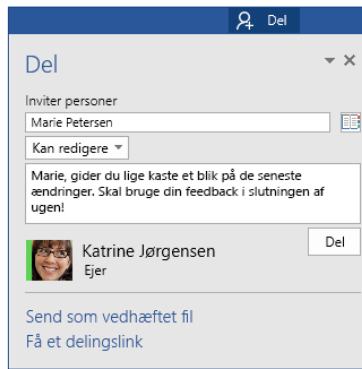 Del
Del
Inviter personer
Marie Petersen
Kan redigere
Marie, gider du lige kaste et blik på de seneste
ændringer. Skal bruge din feedback i slutningen af
ugen!
Del
Katrine Jørgensen
Ejer
Send som vedhæftet fil
Få et delingslink